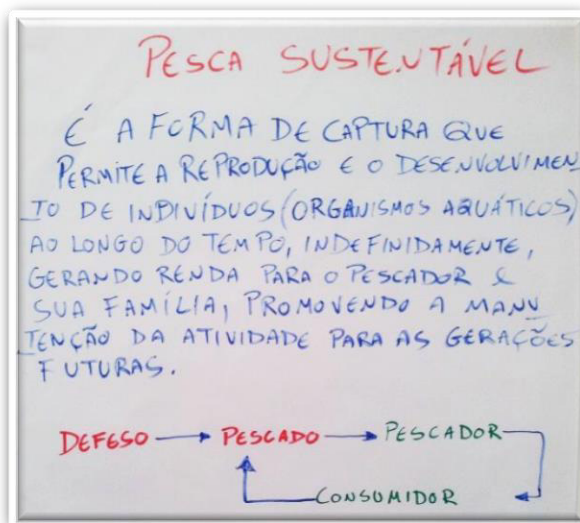 PESCA SUSTENTÁVEL
É A FORMA DE CAPTURA QUE
PERMITE A REPRODUÇÃO E O DESENVOLVIMEN
TO DE INDIVÍDUOS (ORGANISMOS AQUÁTICOS)
AO LONGO DO TEMPO, INDEFINIDAMENTE,
GERANDO RENDA PARA O PESCADOR E
SUA FAMÍLIA, PROMOVENDO A MANU
TENÇÃO DA ATIVIDADE PARA AS GERAÇÕES
FUTURAS.
DEFESO → PESCADO → PESCADOR
CONSUMIDOR